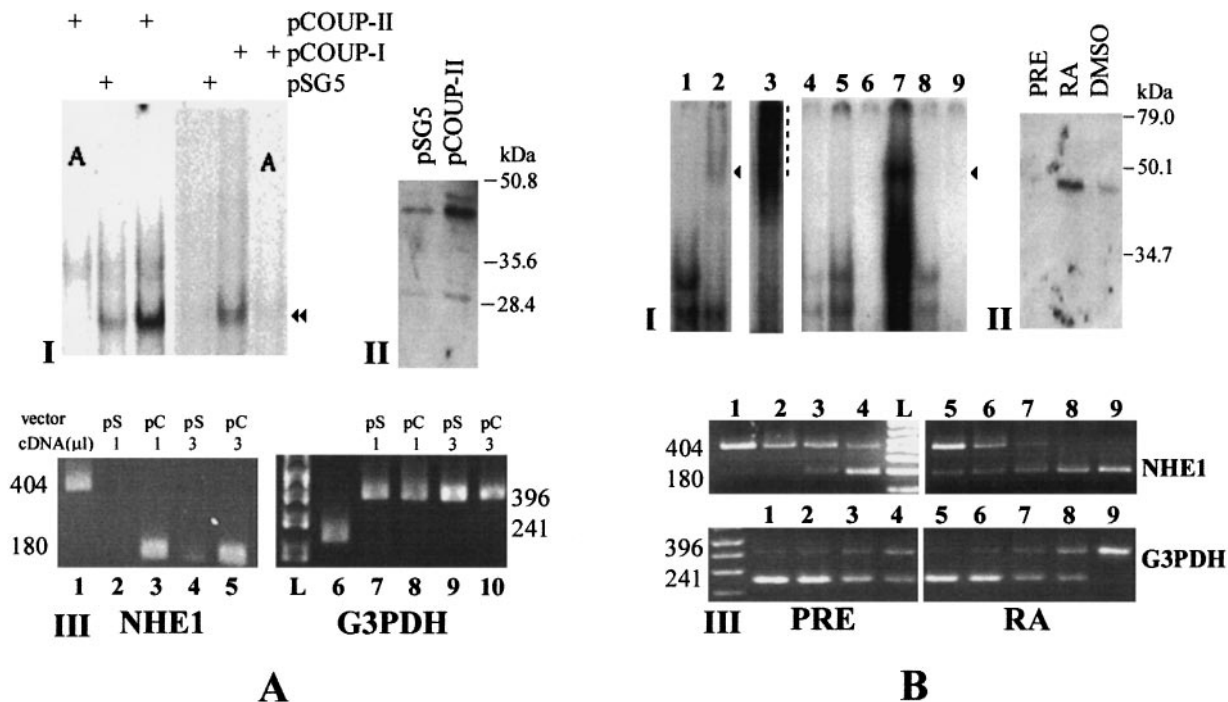 + + pCOUP-II
+ + pCOUP-I
+ + pSG5
A A
I
pSG5 pCOUP-II
kDa
50.8
35.6
28.4
II
vector pS pC pS pC
cDNA(µl) 1 1 3 3
404
180
1 2 3 4 5
III NHE1
pS pC pS pC
1 1 3 3
396
241
L 6 7 8 9 10
G3PDH
A
1 2 3 4 5 6 7 8 9
I
PRE RA DMSO
kDa
79.0
50.1
34.7
II
1 2 3 4 L 5 6 7 8 9
404
180
NHE1
1 2 3 4 5 6 7 8 9
396
241
G3PDH
III PRE RA
B